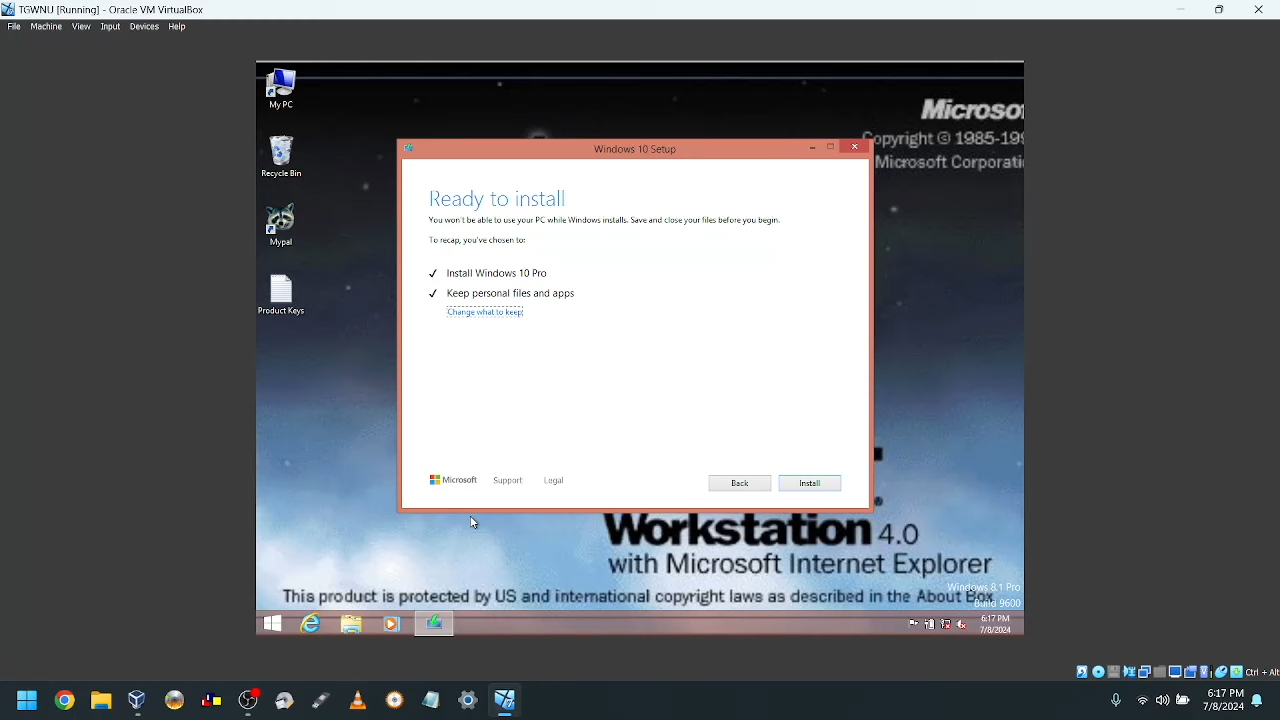 TGWNU [Running] - Oracle VM VirtualBox
File Machine View Input Devices Help
My PC
Recycle Bin
Mypal
Product Keys
Microso
Copyright © 1985-199
Microsoft Corporati
Windows 10 Setup
Ready to install
You won't be able to use your PC while Windows installs. Save and close your files before you begin.
To recap, you've chosen to:
✓ Install Windows 10 Pro
✓ Keep personal files and apps
Change what to keep
Microsoft Support Legal
Back Install
Workstation 4.0
with Microsoft Internet Explorer
This product is protected by US and international copyright laws as described in the About Box
Windows 8.1 Pro
Build 9600
6:17 PM
7/8/2024
Ctrl + Alt
6:17 PM
7/8/2024